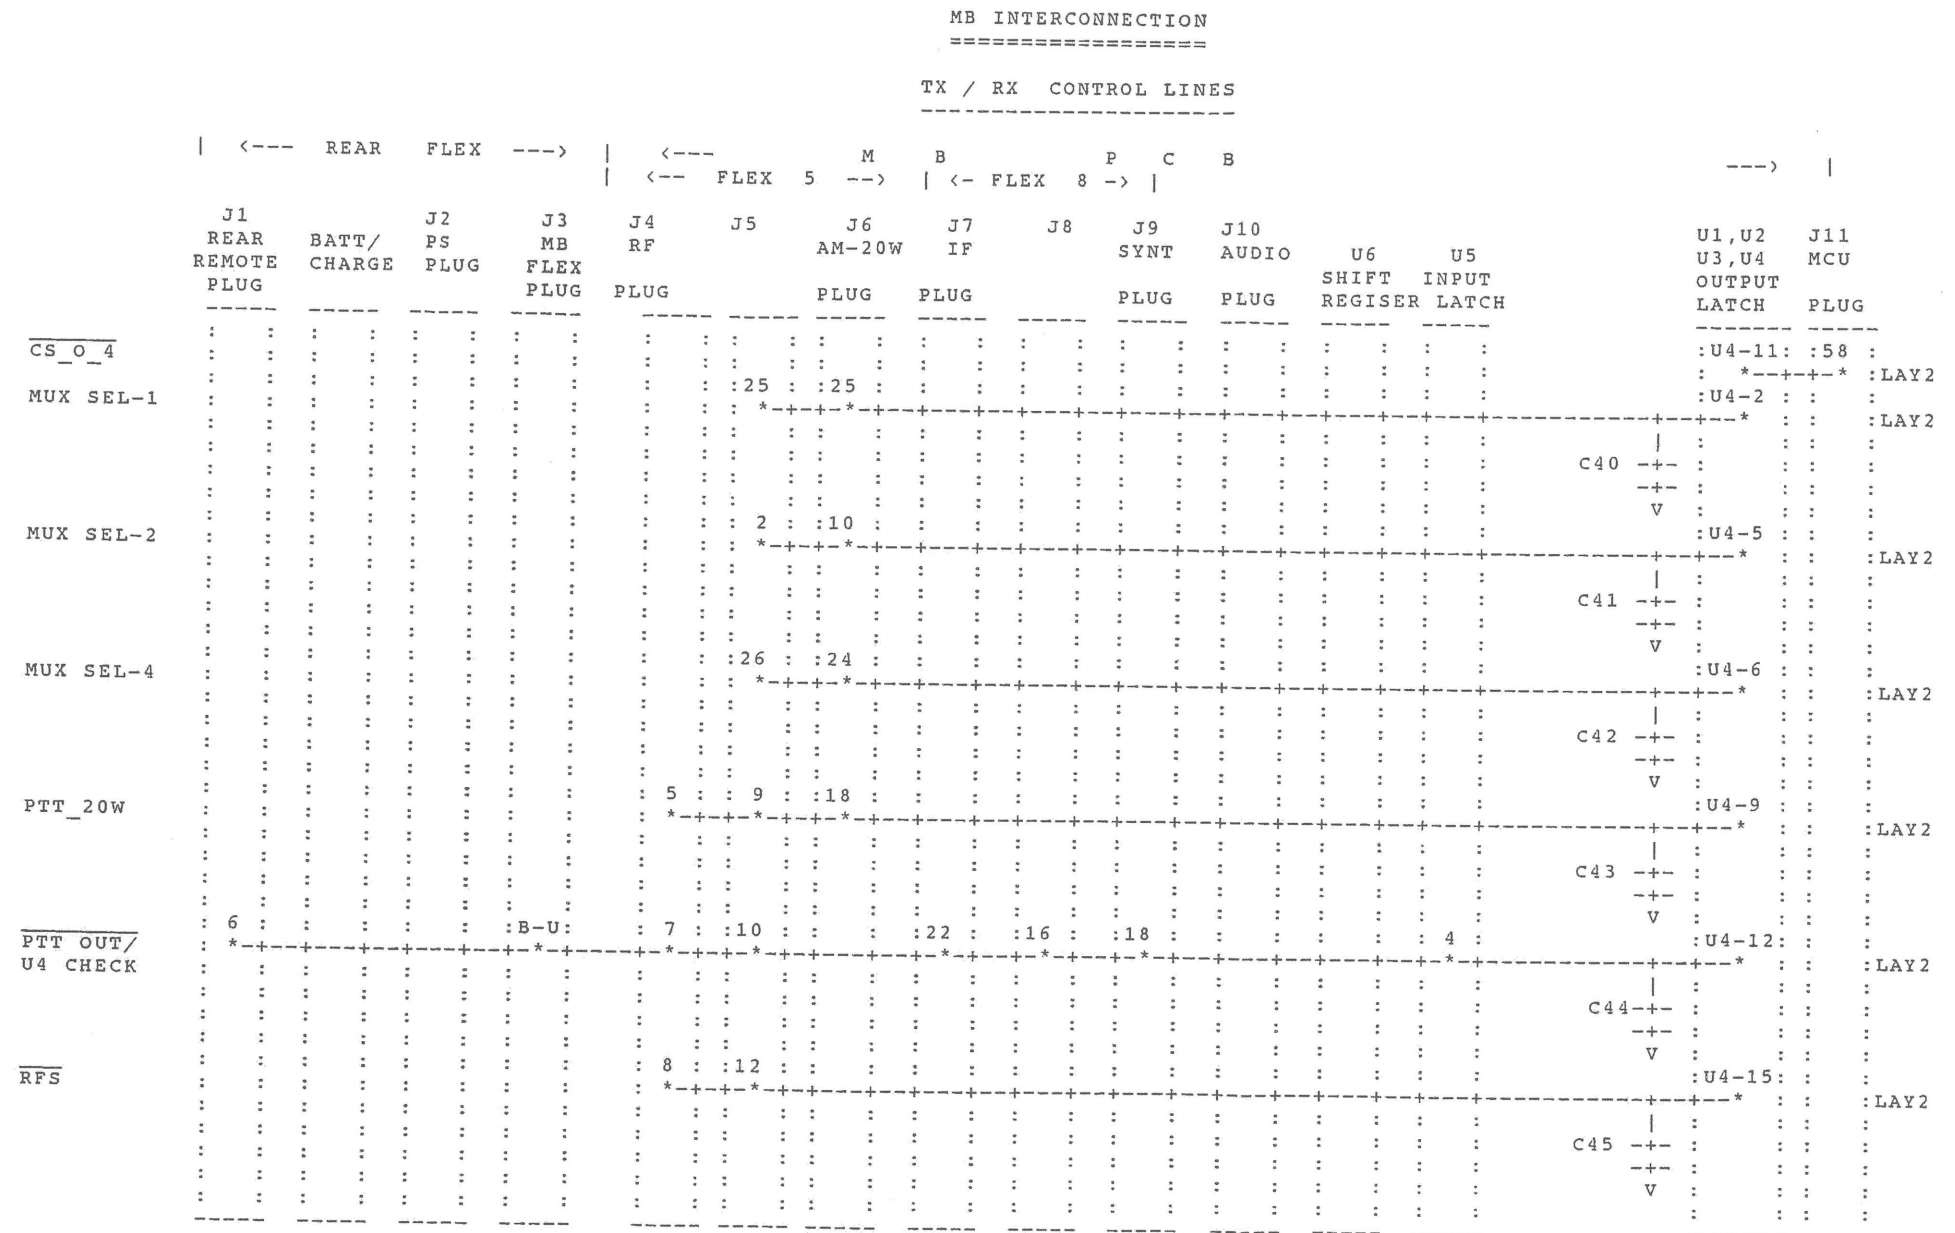 MB INTERCONNECTION
==================
TX / RX CONTROL LINES
----------------------
| <--- REAR FLEX ---> | <--- M B P C B ---> |
| <-- FLEX 5 --> | <- FLEX 8 -> |
J1 J2 J3 J4 J5 J6 J7 J8 J9 J10 U1,U2 J11
REAR BATT/ PS MB RF AM-20W IF SYNT AUDIO U6 U5 U3,U4 MCU
REMOTE CHARGE PLUG FLEX SHIFT INPUT OUTPUT
PLUG PLUG PLUG PLUG PLUG PLUG PLUG REGISER LATCH LATCH PLUG
CS_O_4 :U4-11: :58 :
*--+-+-* :LAY2
MUX SEL-1 :25 : :25 : :U4-2
:LAY2
C40
V
MUX SEL-2 2 : :10 : :U4-5
:LAY2
C41
V
MUX SEL-4 :26 : :24 : :U4-6
:LAY2
C42
V
PTT_20W : 5 : : 9 : :18 : :U4-9
:LAY2
C43
V
PTT OUT/ 6 :B-U: 7 :10 :22 :16 :18 4 :U4-12:
U4 CHECK :LAY2
C44
V
RFS 8 : :12 : :U4-15:
:LAY2
C45
V